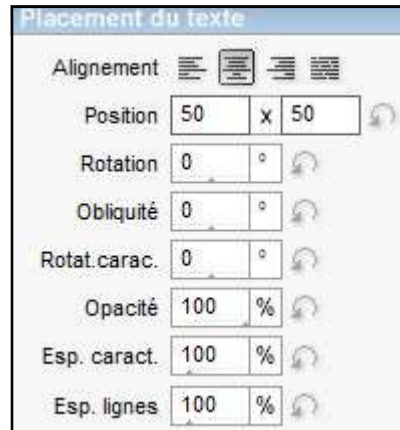 Placement du texte
Alignement
Position 50 x 50
Rotation 0 °
Obliquité 0 °
Rotat.carac. 0 °
Opacité 100 %
Esp. caract. 100 %
Esp. lignes 100 %